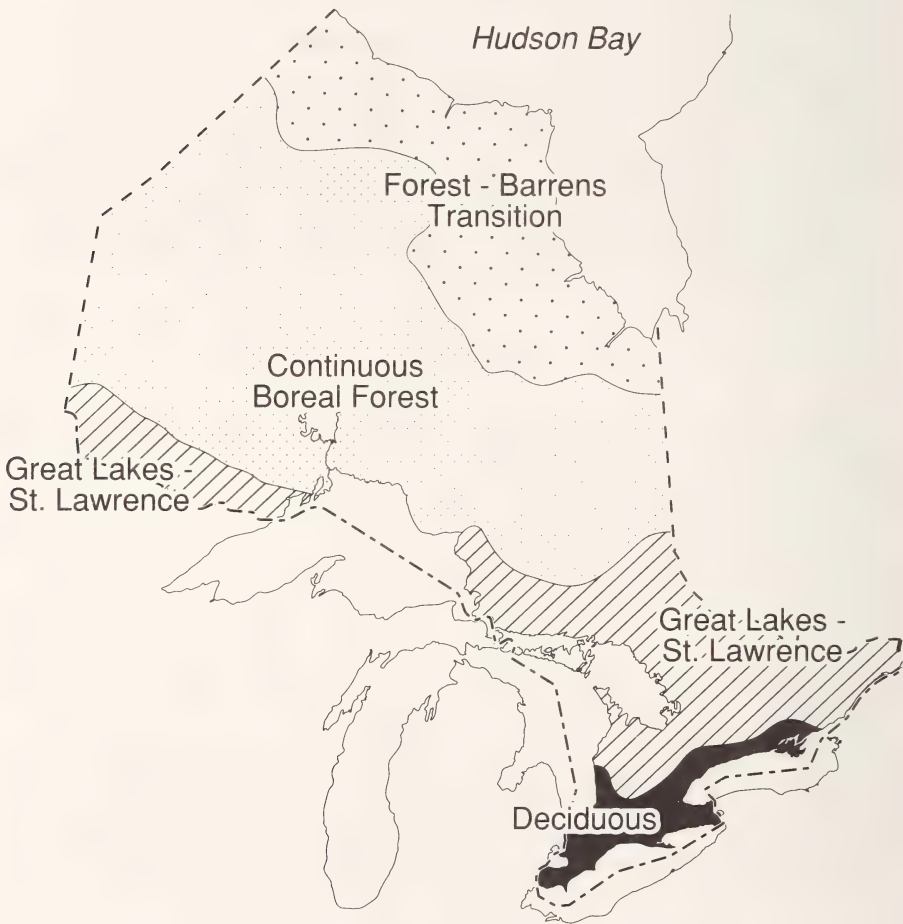 Hudson Bay
Forest - Barrens
Transition
Continuous
Boreal Forest
Great Lakes -
St. Lawrence
Great Lakes -
St. Lawrence
Deciduous